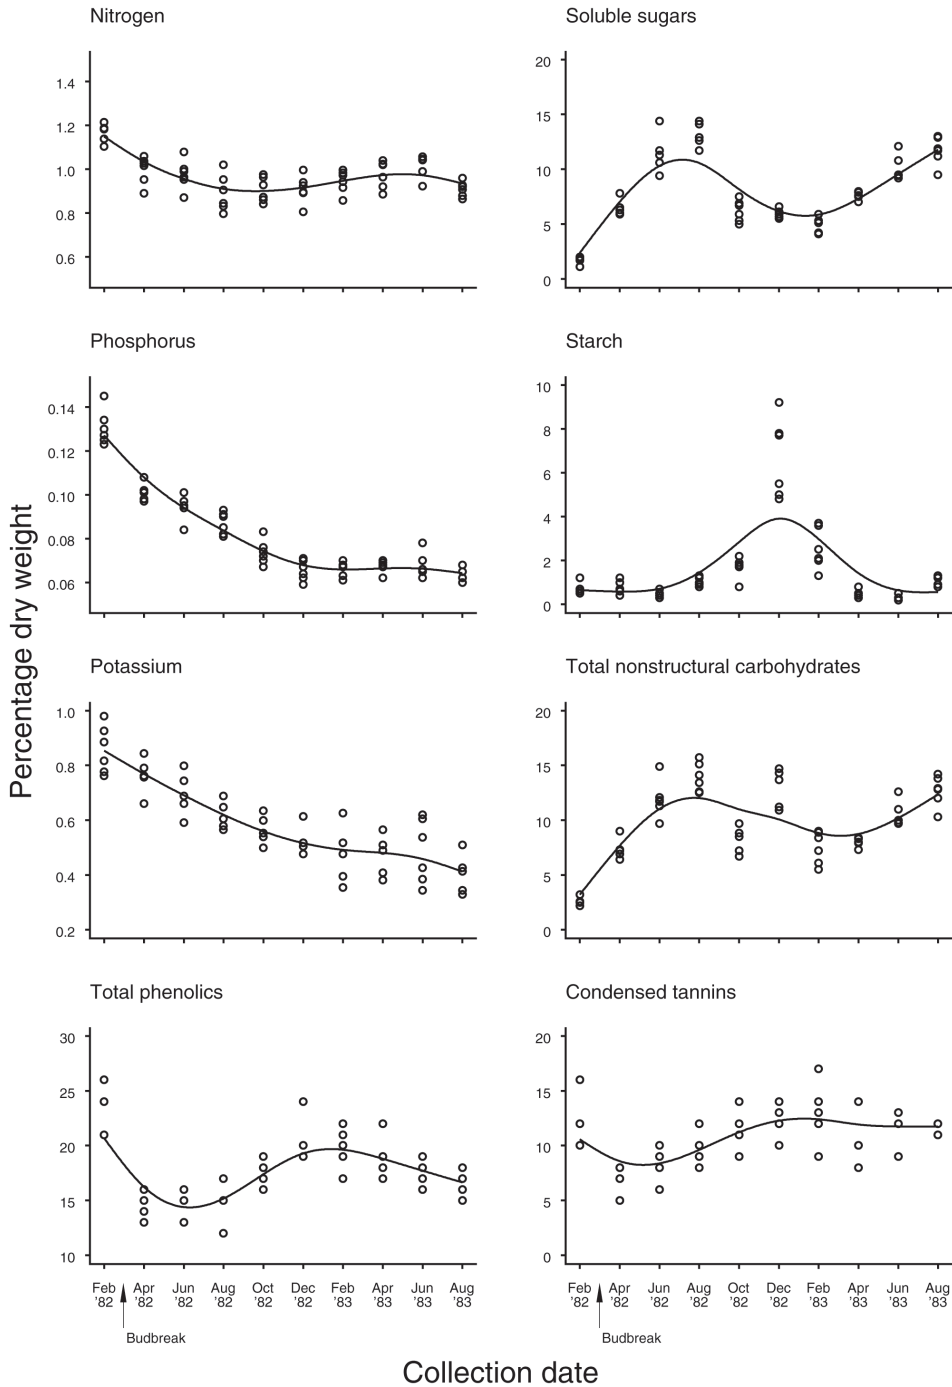 Nitrogen
Soluble sugars
1.4
1.2
1.0
0.8
0.6
20
15
10
5
0
Phosphorus
Starch
0.14
0.12
0.10
0.08
0.06
10
8
6
4
2
0
Percentage dry weight
Potassium
Total nonstructural carbohydrates
1.0
0.8
0.6
0.4
0.2
20
15
10
5
0
Total phenolics
Condensed tannins
30
25
20
15
10
20
15
10
5
0
Feb Apr Jun Aug Oct Dec Feb Apr Jun Aug
'82 '82 '82 '82 '82 '82 '83 '83 '83 '83
Budbreak
Feb Apr Jun Aug Oct Dec Feb Apr Jun Aug
'82 '82 '82 '82 '82 '82 '83 '83 '83 '83
Budbreak
Collection date